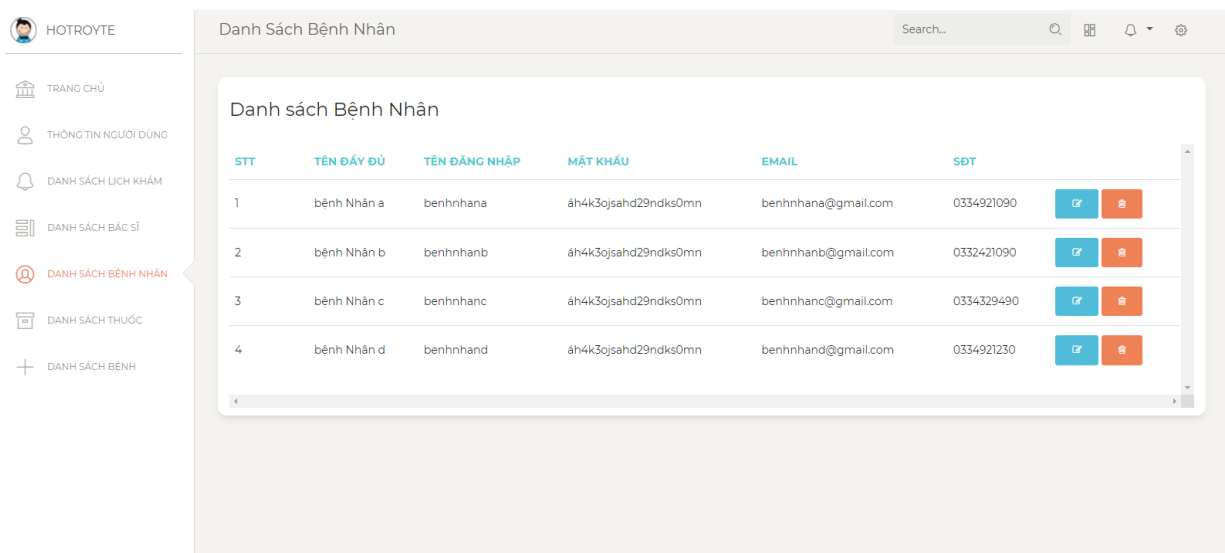 HOTROYTE
Danh Sách Bệnh Nhân
Search...
TRANG CHỦ
THÔNG TIN NGƯỜI DÙNG
DANH SÁCH LỊCH KHÁM
DANH SÁCH BÁC SĨ
DANH SÁCH BỆNH NHÂN
DANH SÁCH THUỐC
DANH SÁCH BỆNH
Danh sách Bệnh Nhân
STT TÊN ĐẦY ĐỦ TÊN ĐĂNG NHẬP MẬT KHẨU EMAIL SĐT
1 bệnh Nhân a benhnhana áh4k3ojsahd29ndks0mn benhnhana@gmail.com 0334921090
2 bệnh Nhân b benhnhanb áh4k3ojsahd29ndks0mn benhnhanb@gmail.com 0332421090
3 bệnh Nhân c benhnhanc áh4k3ojsahd29ndks0mn benhnhanc@gmail.com 0334329490
4 bệnh Nhân d benhnhand áh4k3ojsahd29ndks0mn benhnhand@gmail.com 0334921230